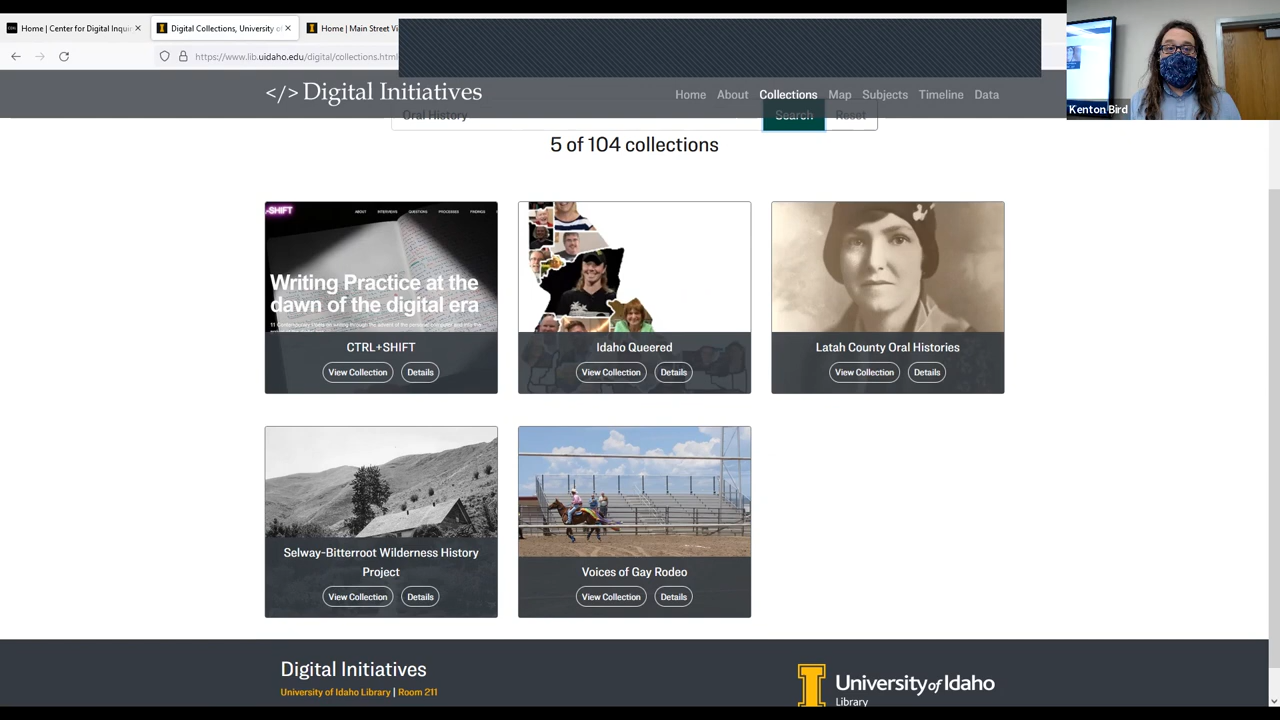 Home | Center for Digital Inqui
Digital Collections, University of
Home | Main Street Vi
https://www.lib.uidaho.edu/digital/collections.html
</> Digital Initiatives
Home About Collections Map Subjects Timeline Data
Kenton Bird
Oral History
Search
Reset
5 of 104 collections
-SHIFT
ABOUT INTERVIEWS QUESTIONS PROCESSES FINDINGS
Writing Practice at the
dawn of the digital era
CTRL+SHIFT
View Collection Details
Idaho Queered
View Collection Details
Latah County Oral Histories
View Collection Details
Selway-Bitterroot Wilderness History
Project
View Collection Details
Voices of Gay Rodeo
View Collection Details
Digital Initiatives
University of Idaho Library | Room 211
I
University of Idaho
Library